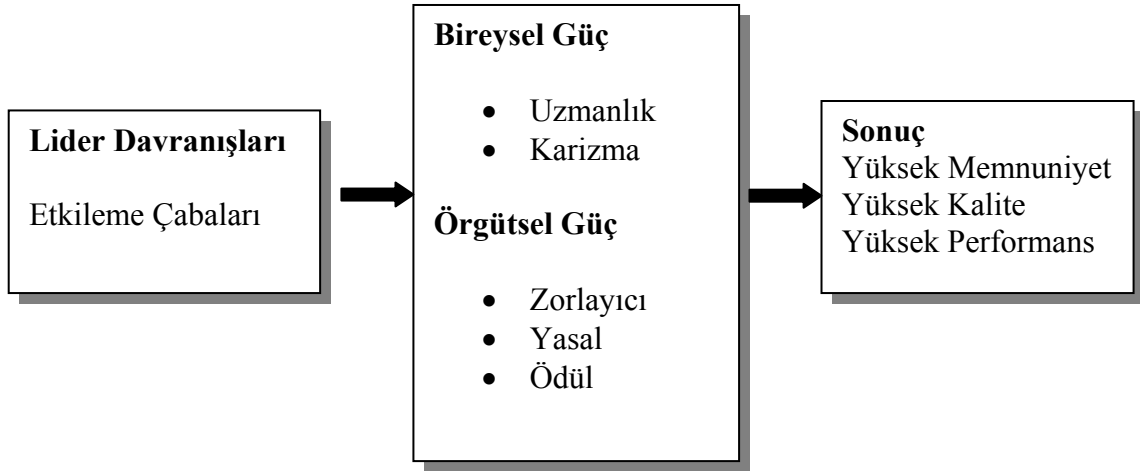 Lider Davranışları
Etkileme Çabaları
Bireysel Güç
• Uzmanlık
• Karizma
Örgütsel Güç
• Zorlayıcı
• Yasal
• Ödül
Sonuç
Yüksek Memnuniyet
Yüksek Kalite
Yüksek Performans